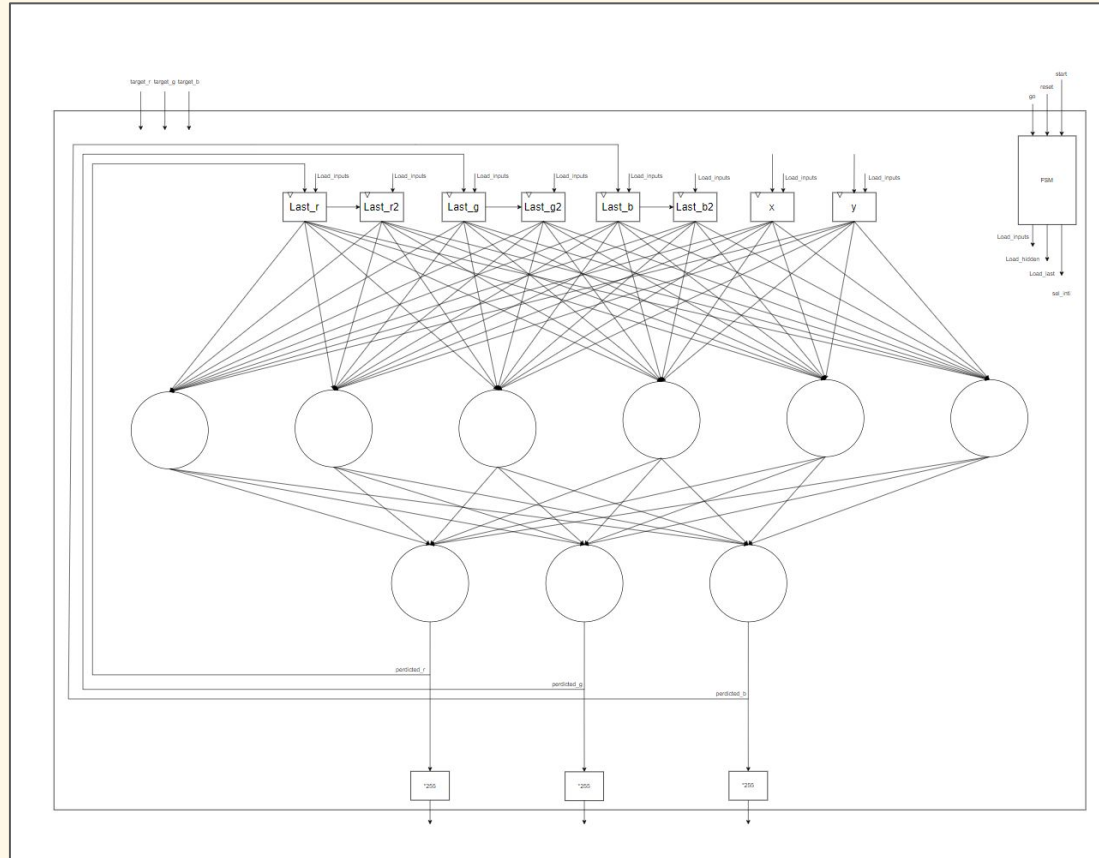 start
target_r target_g target_b
reset
go
Load_inputs Load_inputs Load_inputs Load_inputs Load_inputs Load_inputs Load_inputs Load_inputs
FSM
Last_r Last_r2 Last_g Last_g2 Last_b Last_b2 x y
Load_inputs
Load_hidden
Load_last
sel_initi
perdicted_r
perdicted_g
perdicted_b
*255 *255 *255